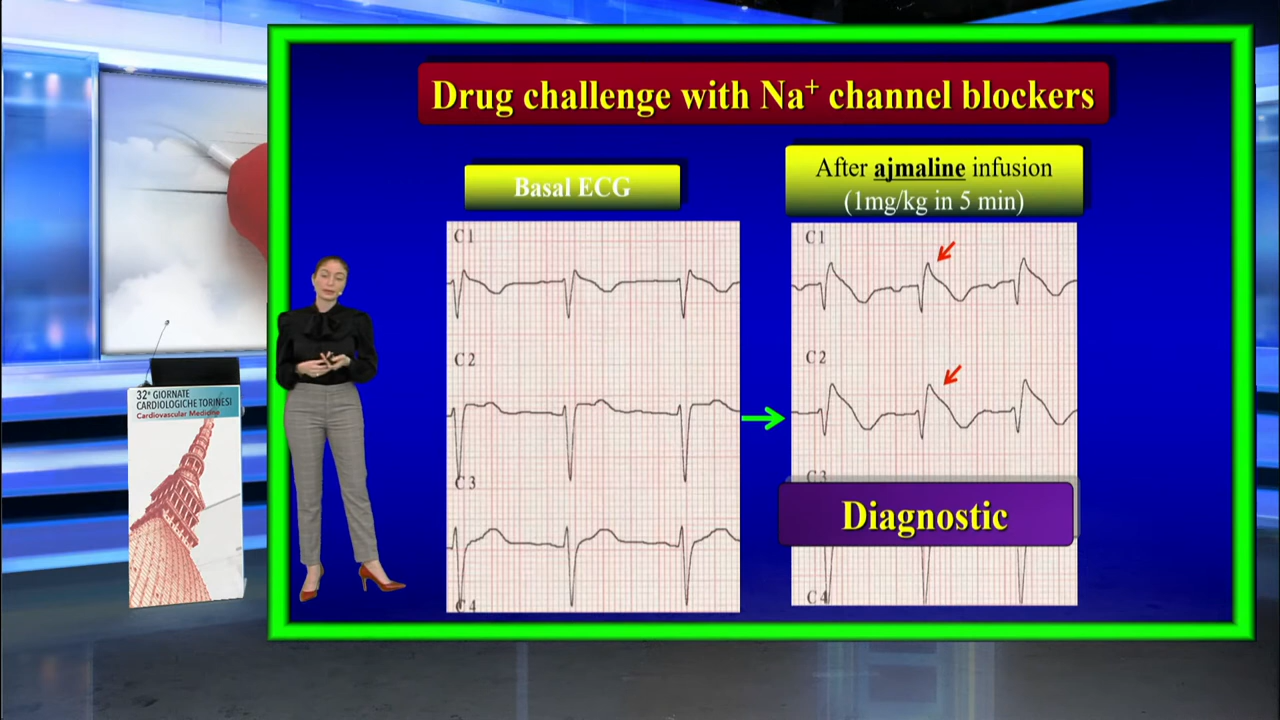 Drug challenge with Na⁺ channel blockers
Basal ECG
After ajmaline infusion
(1mg/kg in 5 min)
C1
C2
C3
C4
C1
C2
C3
C4
Diagnostic
32e GIORNATE
CARDIOLOGICHE TORINESI
Cardiovascular Medicine